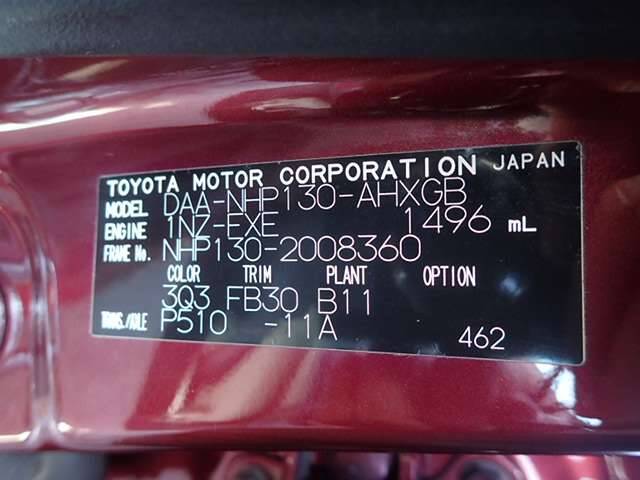 TOYOTA MOTOR CORPORATION JAPAN
MODEL DAA-NHP130-AHXGB
ENGINE 1NZ-EXE 1496 mL
FRAME No. NHP130-2008360
COLOR TRIM PLANT OPTION
3Q3 FB30 B11
TRANS./AXLE P510 -11A
462